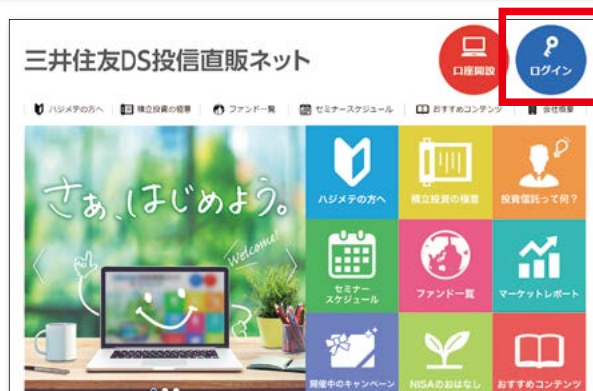 三井住友DS投信直販ネット
口座開設
ログイン
ハジメテの方へ
積立投資の極意
ファンド一覧
セミナースケジュール
おすすめコンテンツ
会社概要
さぁ、はじめよう。
Welcome!
ハジメテの方へ
積立投資の極意
投資信託って何？
セミナー
スケジュール
ファンド一覧
マーケットレポート
開催中のキャンペーン
NISAのおはなし
おすすめコンテンツ